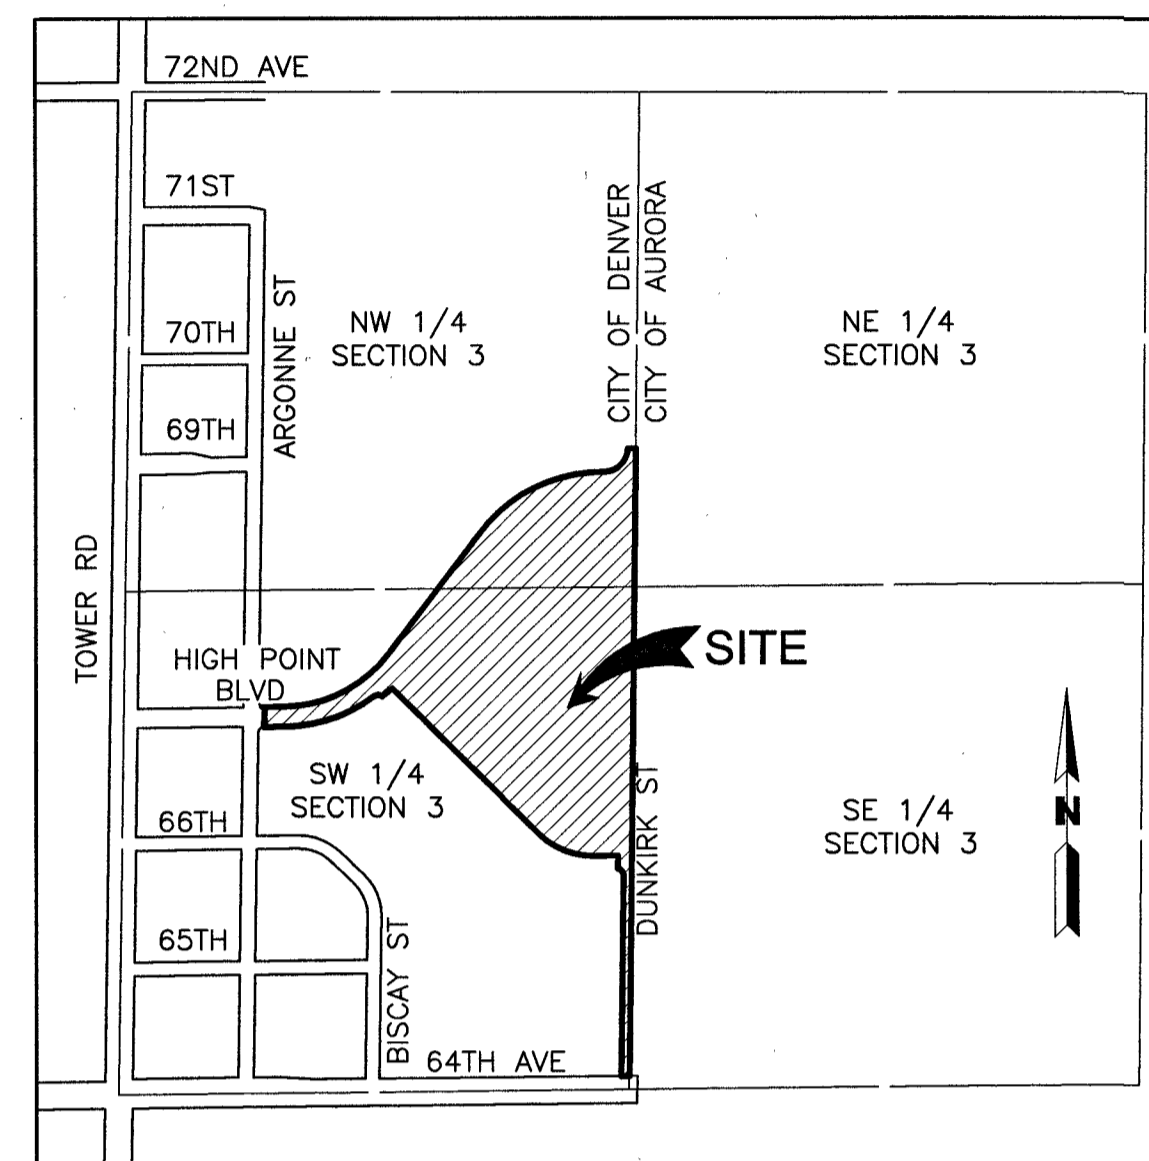 72ND AVE
71ST
CITY OF DENVER
CITY OF AURORA
ARGONNE ST
70TH
NW 1/4
SECTION 3
NE 1/4
SECTION 3
69TH
TOWER RD
HIGH POINT
BLVD
SITE
SW 1/4
SECTION 3
66TH
DUNKIRK ST
SE 1/4
SECTION 3
N
65TH
BISCAY ST
64TH AVE